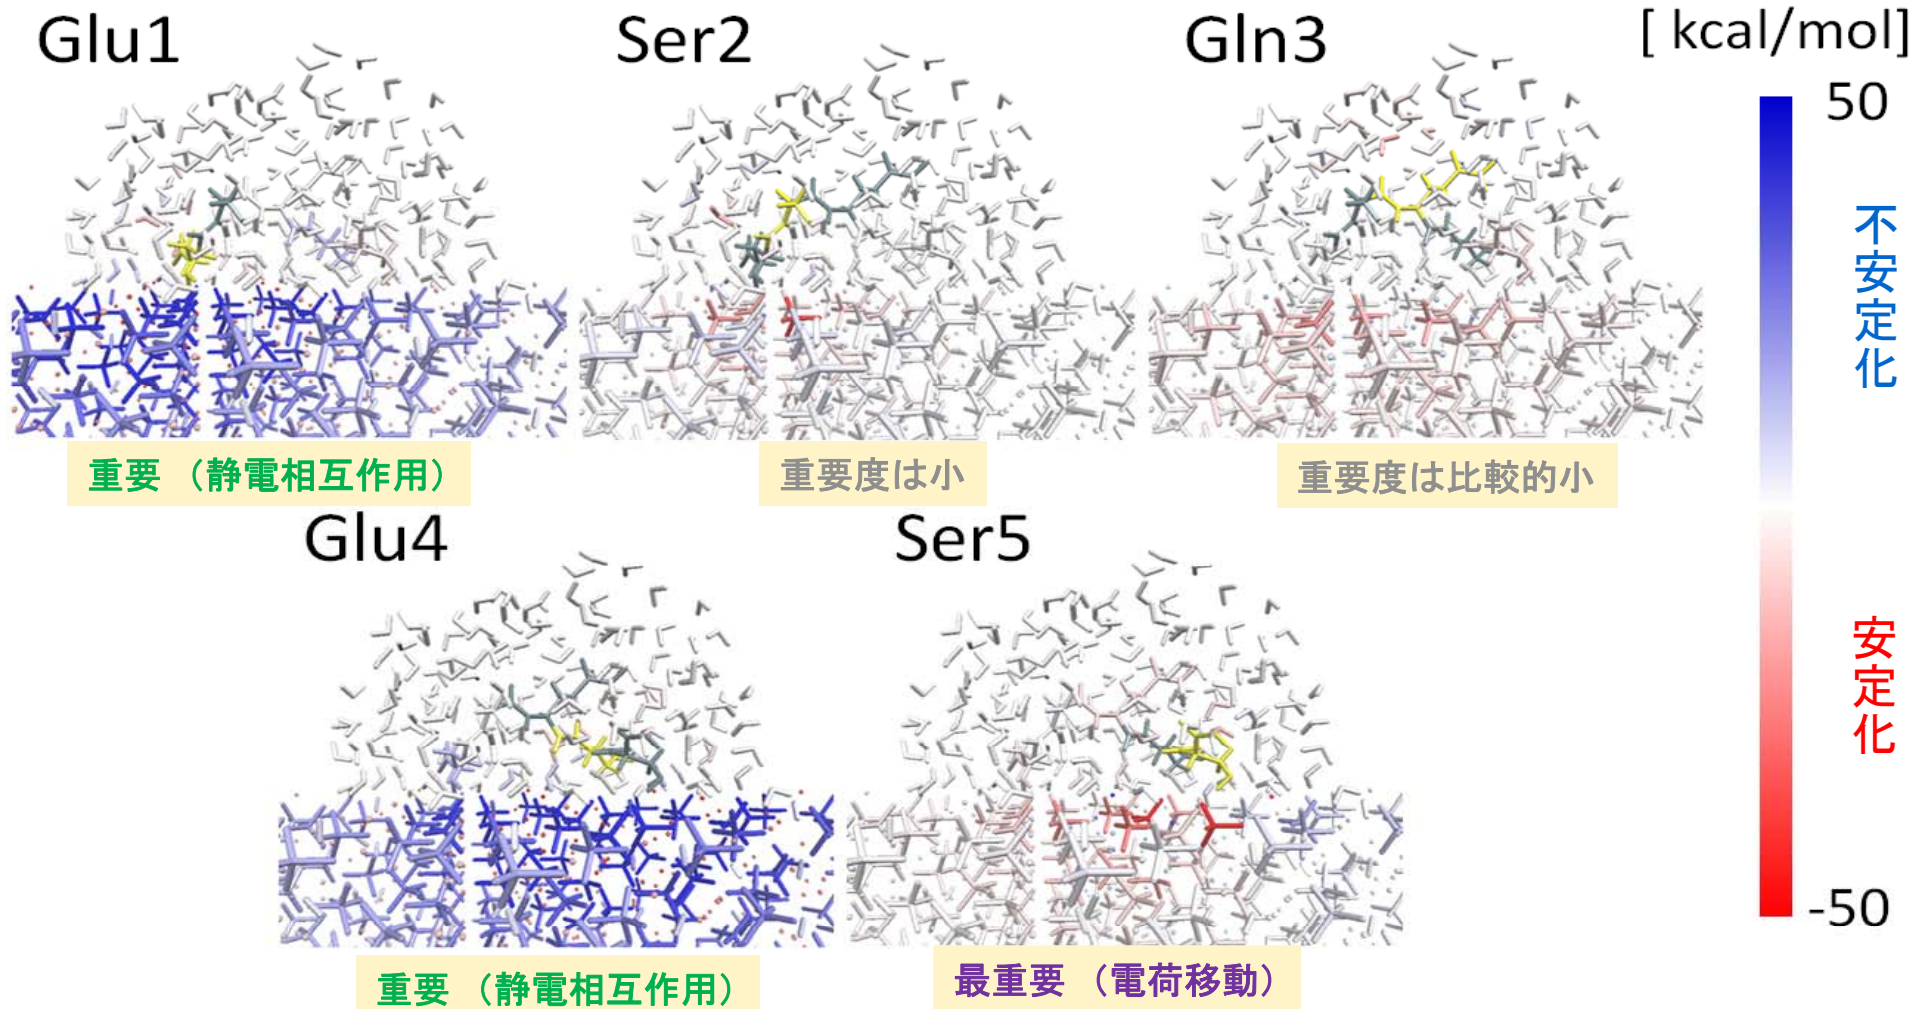 Glu1
Ser2
Gln3
[ kcal/mol]
50
不安定化
安定化
-50
重要 （静電相互作用）
重要度は小
重要度は比較的小
Glu4
Ser5
重要 （静電相互作用）
最重要 （電荷移動）